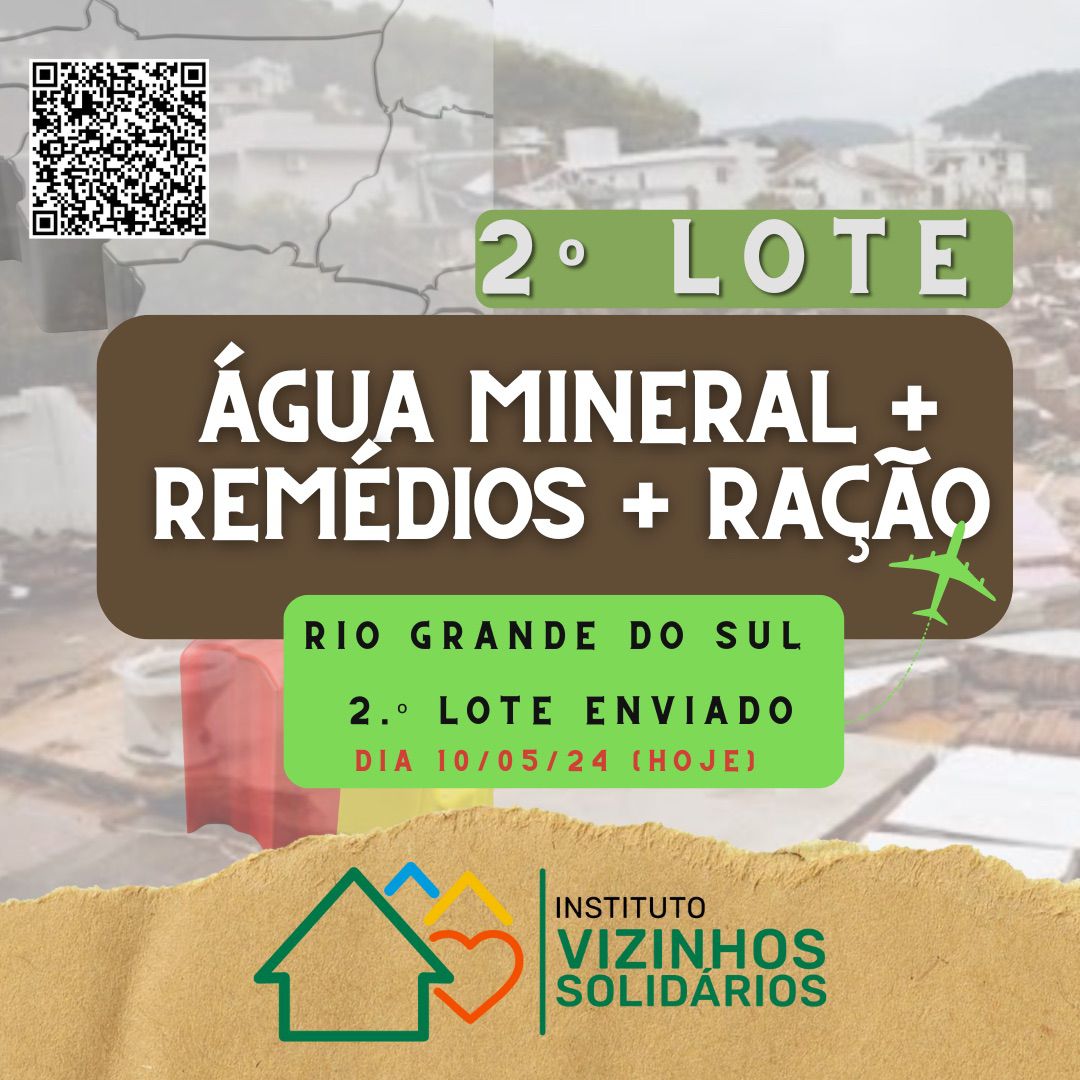 2º LOTE
ÁGUA MINERAL +
REMÉDIOS + RAÇÃO
RIO GRANDE DO SUL
2.º LOTE ENVIADO
DIA 10/05/24 (HOJE)
INSTITUTO
VIZINHOS
SOLIDÁRIOS